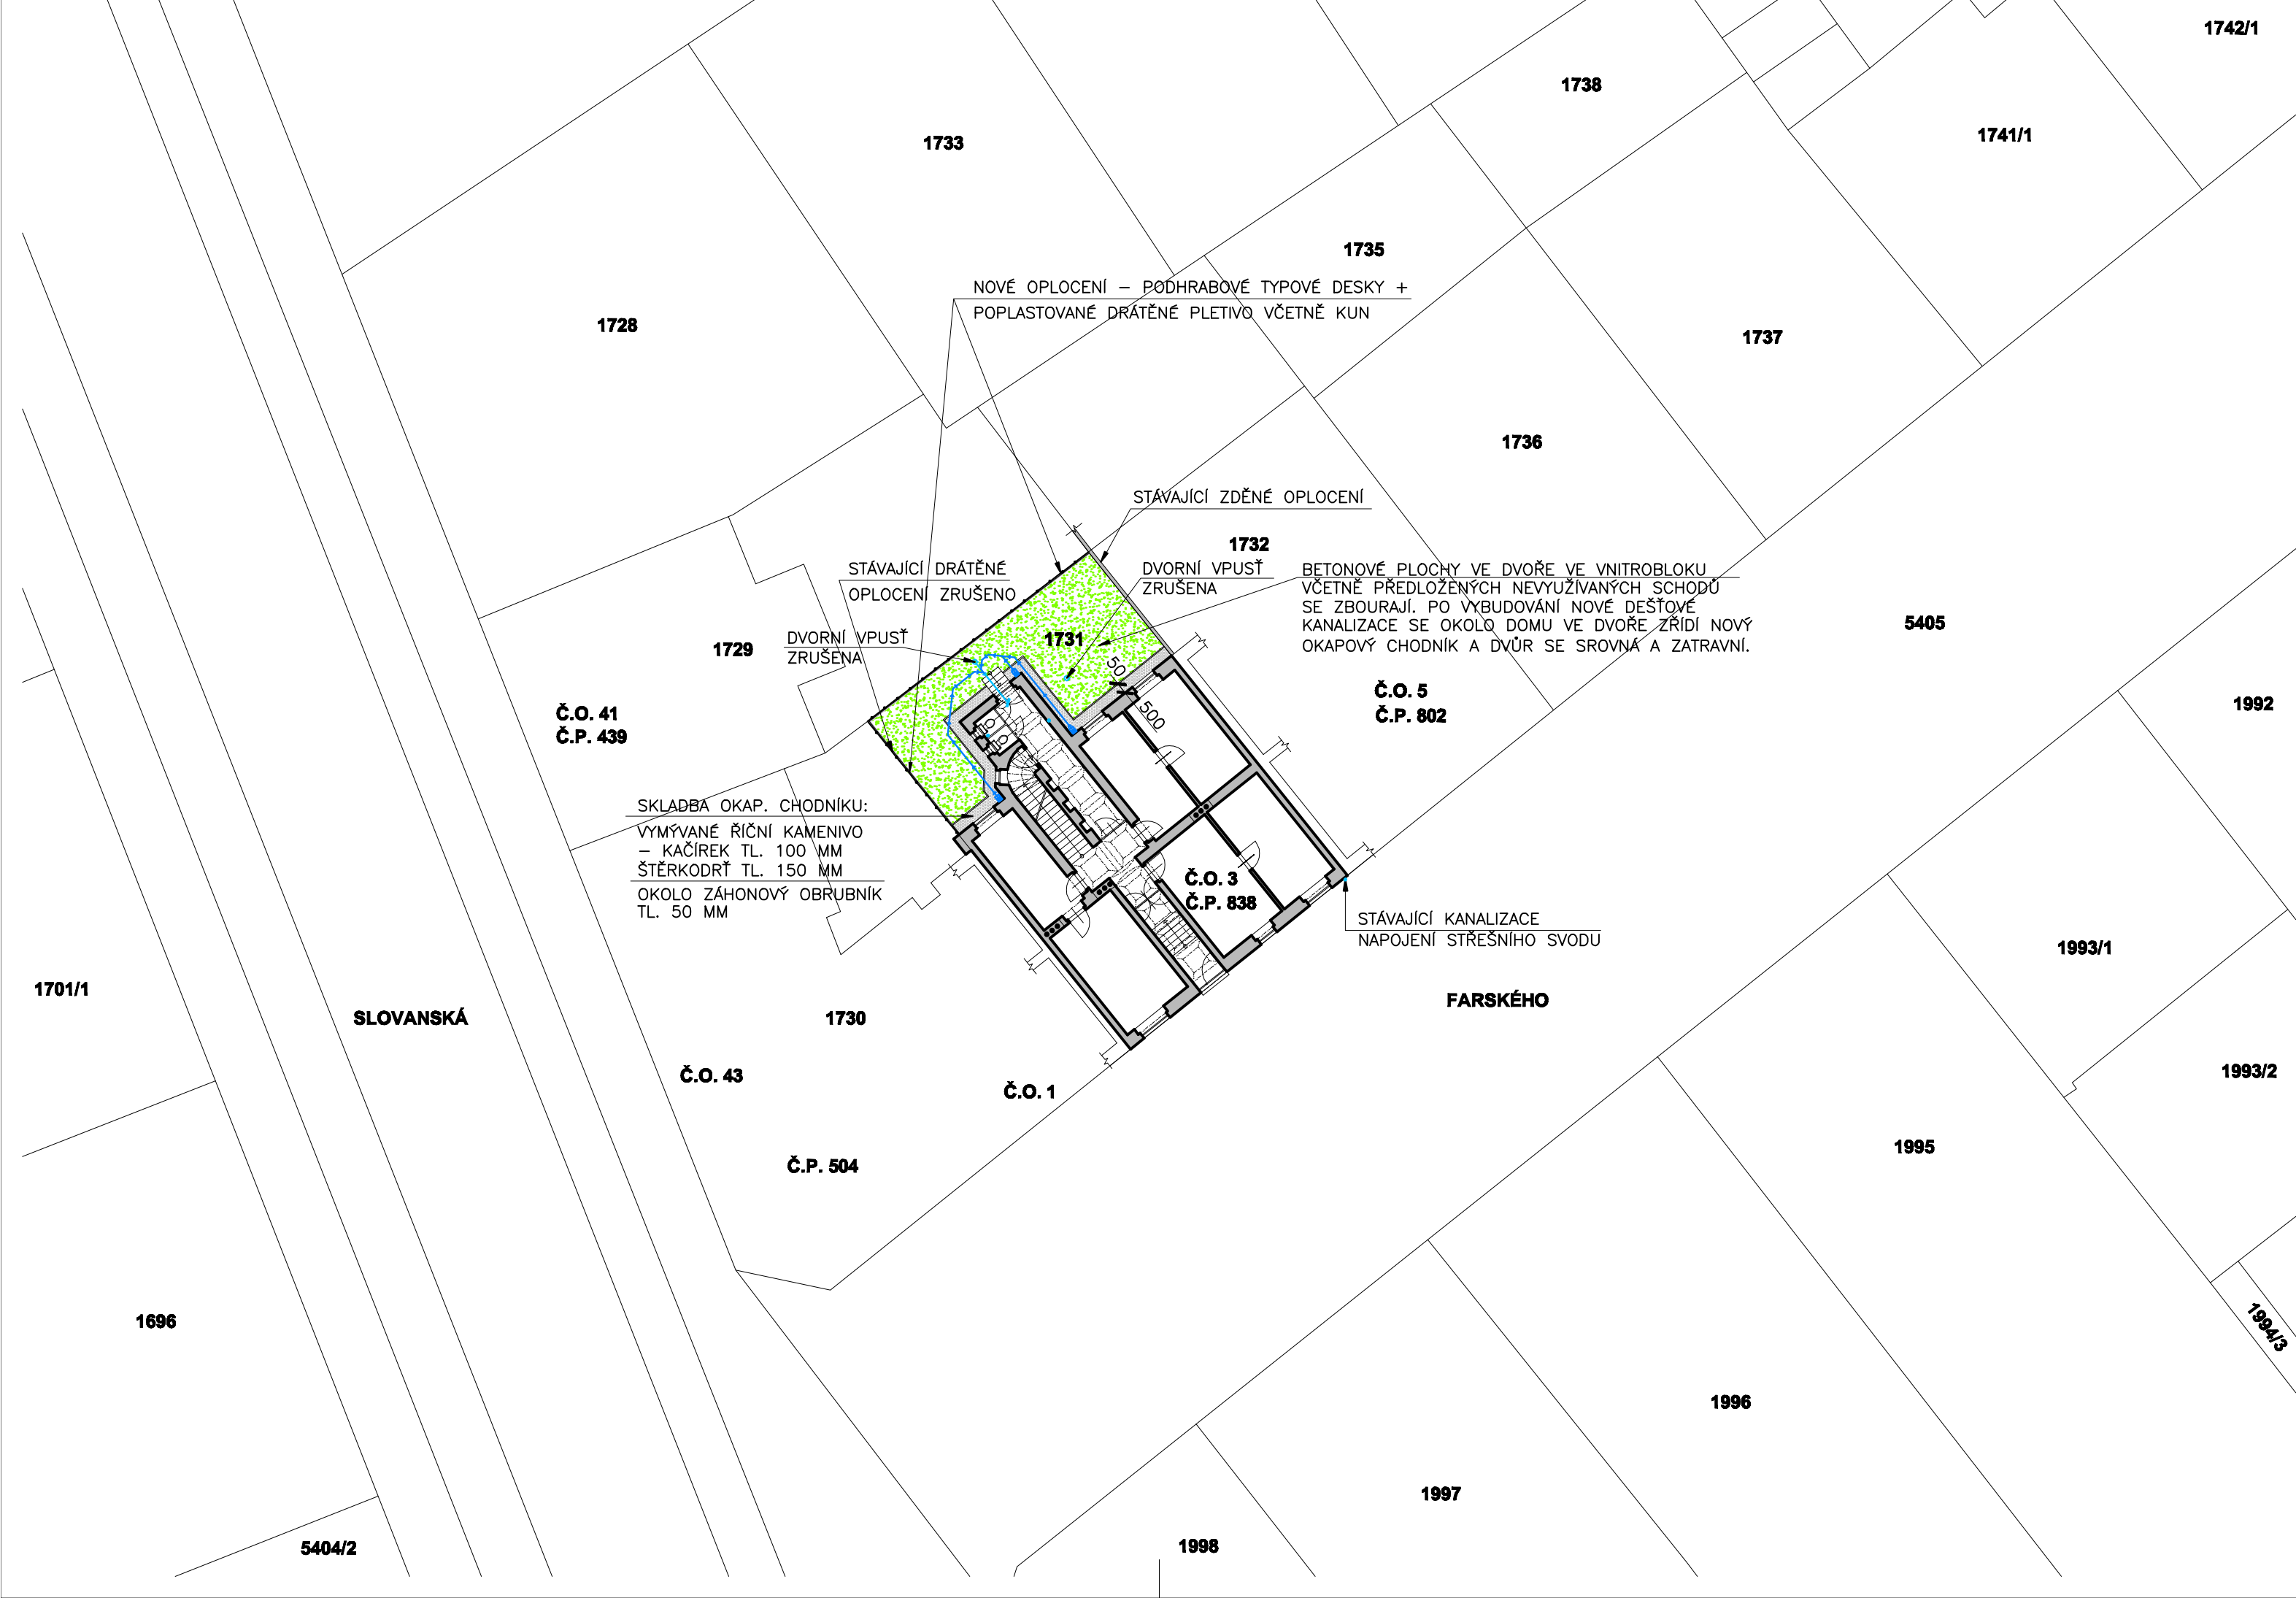 1742/1
1738
1741/1
1733
1735
NOVÉ OPLOCENÍ – PODHRABOVÉ TYPOVÉ DESKY +
POPLASTOVANÉ DRÁTĚNÉ PLETIVO VČETNĚ KUN
1728
1737
1736
STÁVAJÍCÍ ZDĚNÉ OPLOCENÍ
1732
STÁVAJÍCÍ DRÁTĚNÉ
OPLOCENÍ ZRUŠENO
DVORNÍ VPUSŤ
ZRUŠENA
BETONOVÉ PLOCHY VE DVOŘE VE VNITROBLOKU
VČETNĚ PŘEDLOŽENÝCH NEVYUŽÍVANÝCH SCHODŮ
SE ZBOURAJÍ. PO VYBUDOVÁNÍ NOVÉ DEŠŤOVÉ
KANALIZACE SE OKOLO DOMU VE DVOŘE ZŘÍDÍ NOVÝ
OKAPOVÝ CHODNÍK A DVŮR SE SROVNÁ A ZATRAVNÍ.
5405
1729
DVORNÍ VPUSŤ
ZRUŠENA
1731
50
500
Č.O. 5
Č.P. 802
1992
Č.O. 41
Č.P. 439
SKLADBA OKAP. CHODNÍKU:
VYMÝVANÉ ŘÍČNÍ KAMENIVO
– KAČÍREK TL. 100 MM
ŠTĚRKODRŤ TL. 150 MM
OKOLO ZÁHONOVÝ OBRUBNÍK
TL. 50 MM
Č.O. 3
Č.P. 838
STÁVAJÍCÍ KANALIZACE
NAPOJENÍ STŘEŠNÍHO SVODU
1993/1
1701/1
SLOVANSKÁ
1730
FARSKÉHO
Č.O. 43
Č.O. 1
1993/2
1995
Č.P. 504
1696
1994/3
1996
1997
5404/2
1998